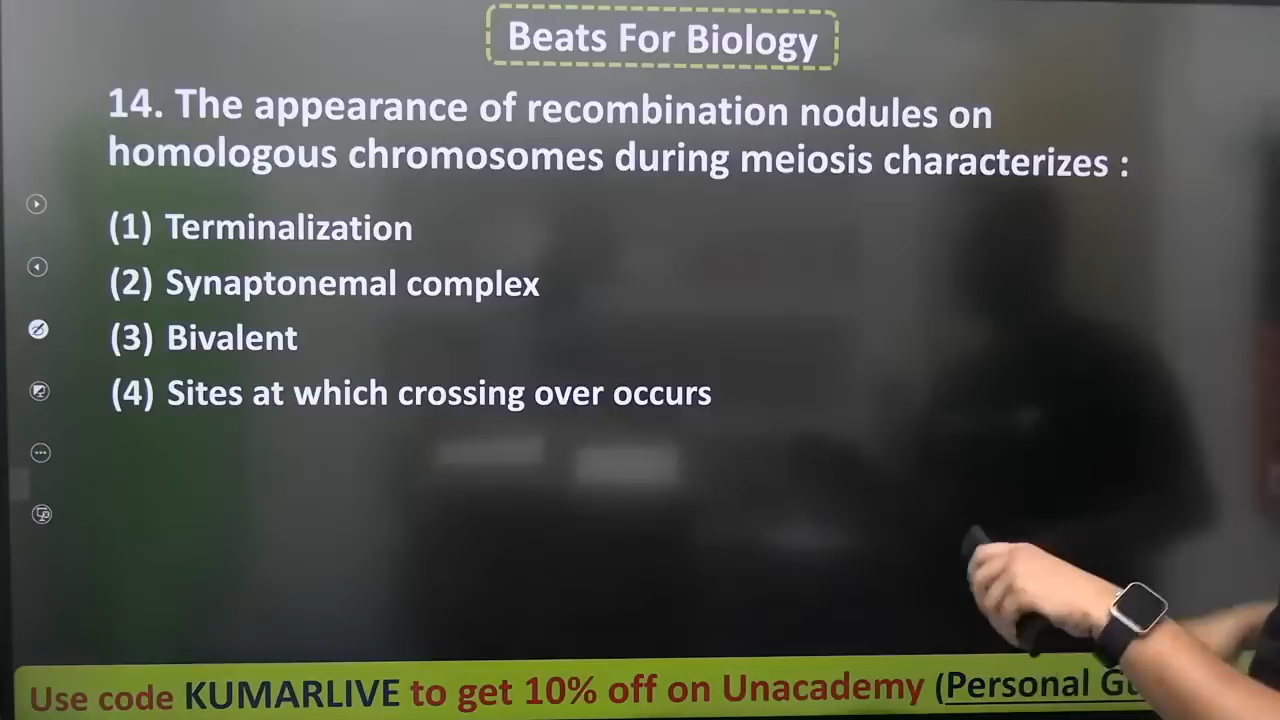 Beats For Biology
14. The appearance of recombination nodules on
homologous chromosomes during meiosis characterizes :
(1) Terminalization
(2) Synaptonemal complex
(3) Bivalent
(4) Sites at which crossing over occurs
Use code KUMARLIVE to get 10% off on Unacademy (Personal